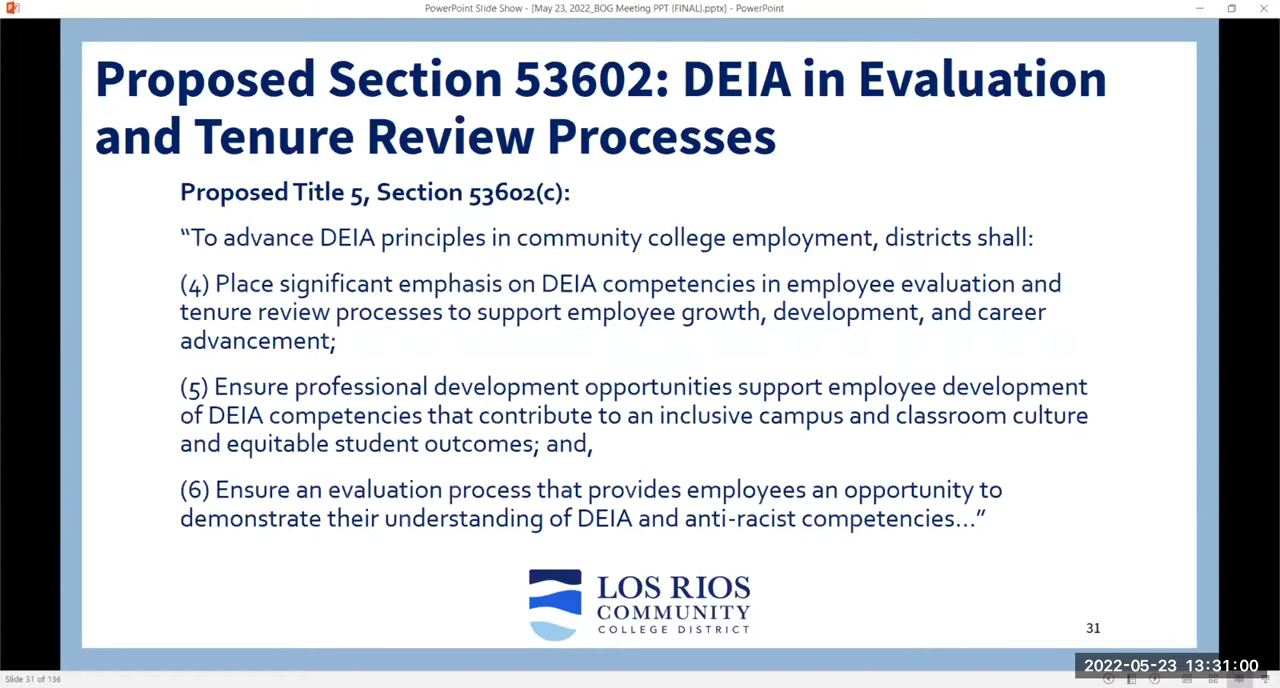 PowerPoint Slide Show - [May 23, 2022_BOG Meeting PPT (FINAL).pptx] - PowerPoint
Proposed Section 53602: DEIA in Evaluation
and Tenure Review Processes
Proposed Title 5, Section 53602(c):
“To advance DEIA principles in community college employment, districts shall:
(4) Place significant emphasis on DEIA competencies in employee evaluation and
tenure review processes to support employee growth, development, and career
advancement;
(5) Ensure professional development opportunities support employee development
of DEIA competencies that contribute to an inclusive campus and classroom culture
and equitable student outcomes; and,
(6) Ensure an evaluation process that provides employees an opportunity to
demonstrate their understanding of DEIA and anti-racist competencies…”
LOS RIOS
COMMUNITY
COLLEGE DISTRICT
31
2022-05-23 13:31:00
Slide 31 of 136